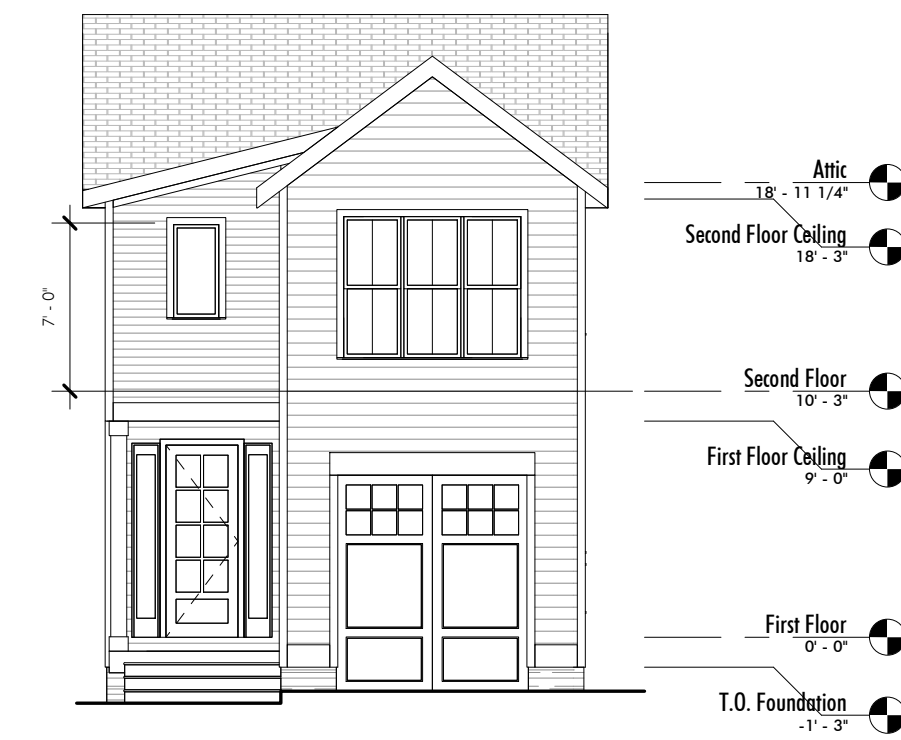 Attic
18' - 11 1/4"
Second Floor Ceiling
18' - 3"
7' - 0"
Second Floor
10' - 3"
First Floor Ceiling
9' - 0"
First Floor
0' - 0"
T.O. Foundation
-1' - 3"